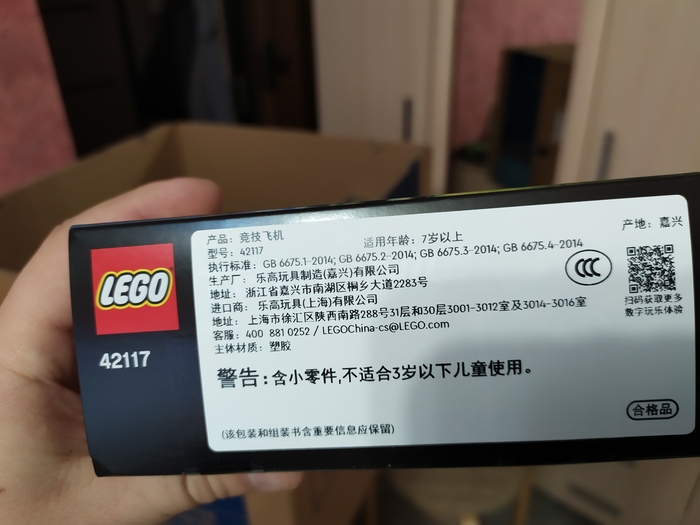 LEGO
42117
产品：竞技飞机
适用年龄：7岁以上
产地：嘉兴
型号：42117
执行标准：GB 6675.1-2014; GB 6675.2-2014; GB 6675.3-2014; GB 6675.4-2014
生产厂：乐高玩具制造(嘉兴)有限公司
地址：浙江省嘉兴市南湖区桐乡大道2283号
进口商：乐高玩具(上海)有限公司
地址：上海市徐汇区陕西南路288号31层和30层3001-3012室及3014-3016室
客服：400 881 0252 / LEGOChina-cs@LEGO.com
主体材质：塑胶
CCC
扫码获取更多
数字玩乐体验
警告：含小零件,不适合3岁以下儿童使用。
合格品
(该包装和组装书含重要信息应保留)